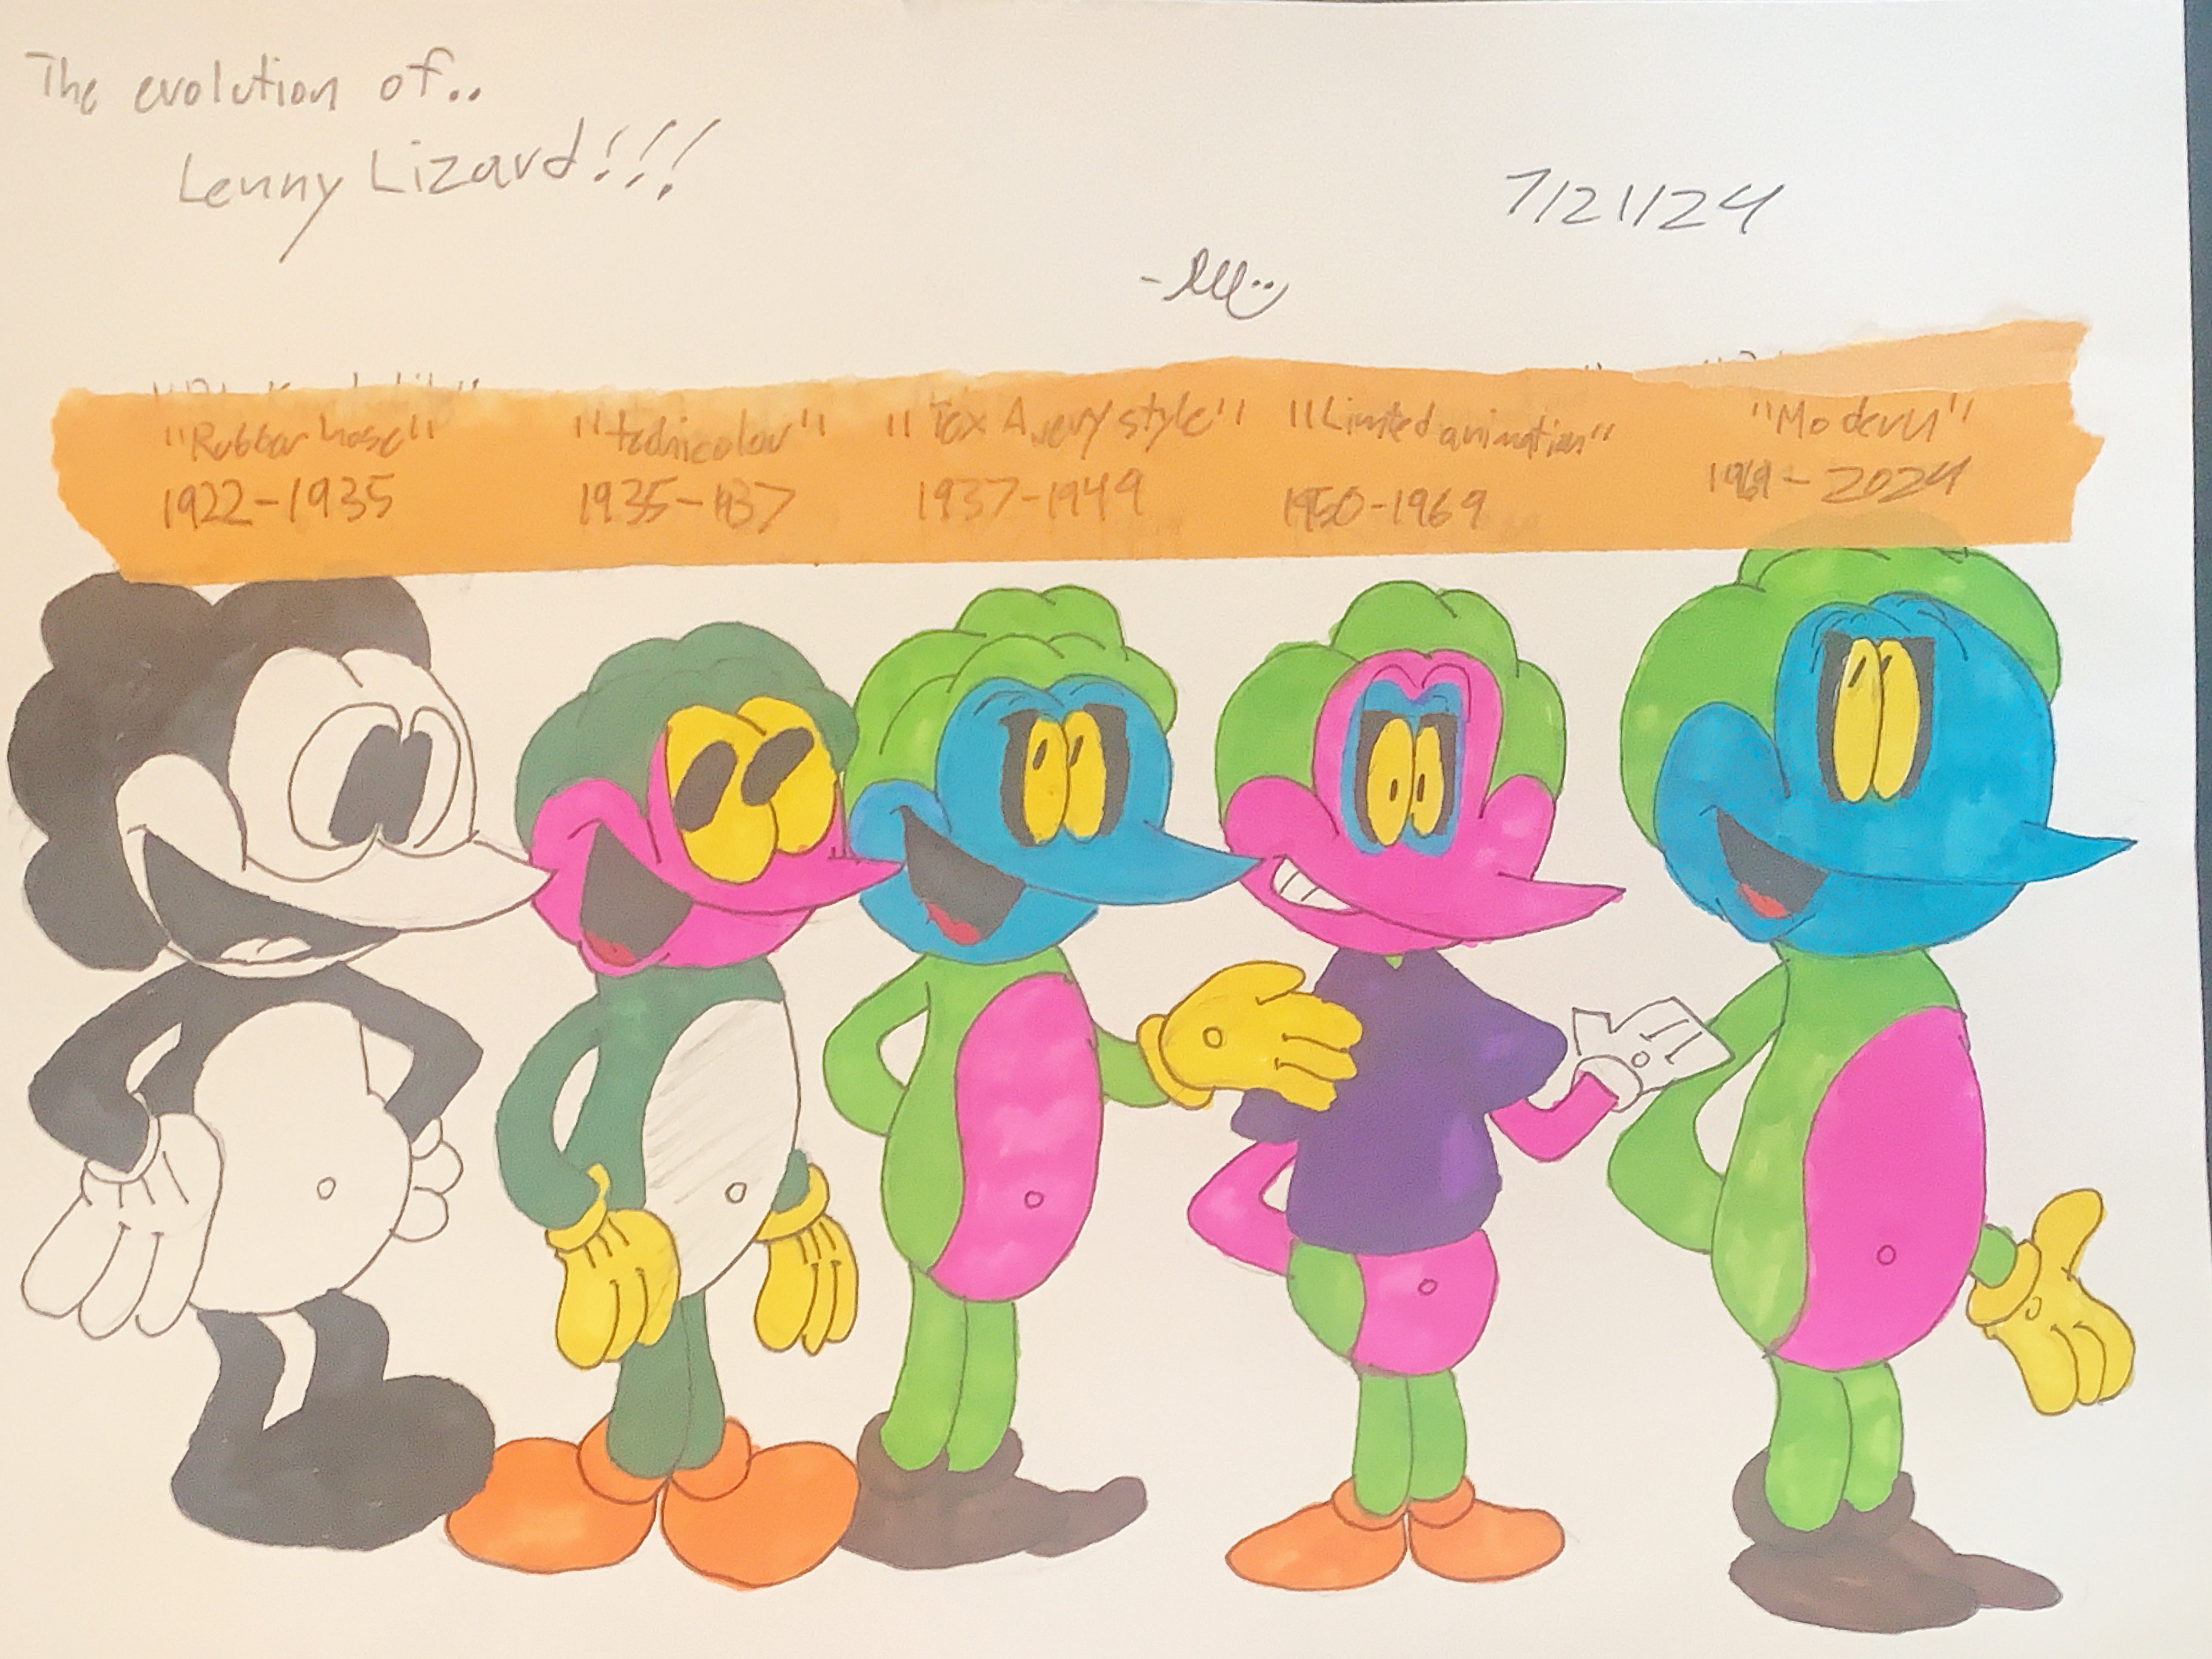 The evolution of..
Lenny Lizard!!!
7/21/24
"Rubber hose"
1922-1935
"technicolor"
1935-1937
"Tex Avery style"
1937-1949
"Limited animation"
1950-1969
"Modern"
1969-2024